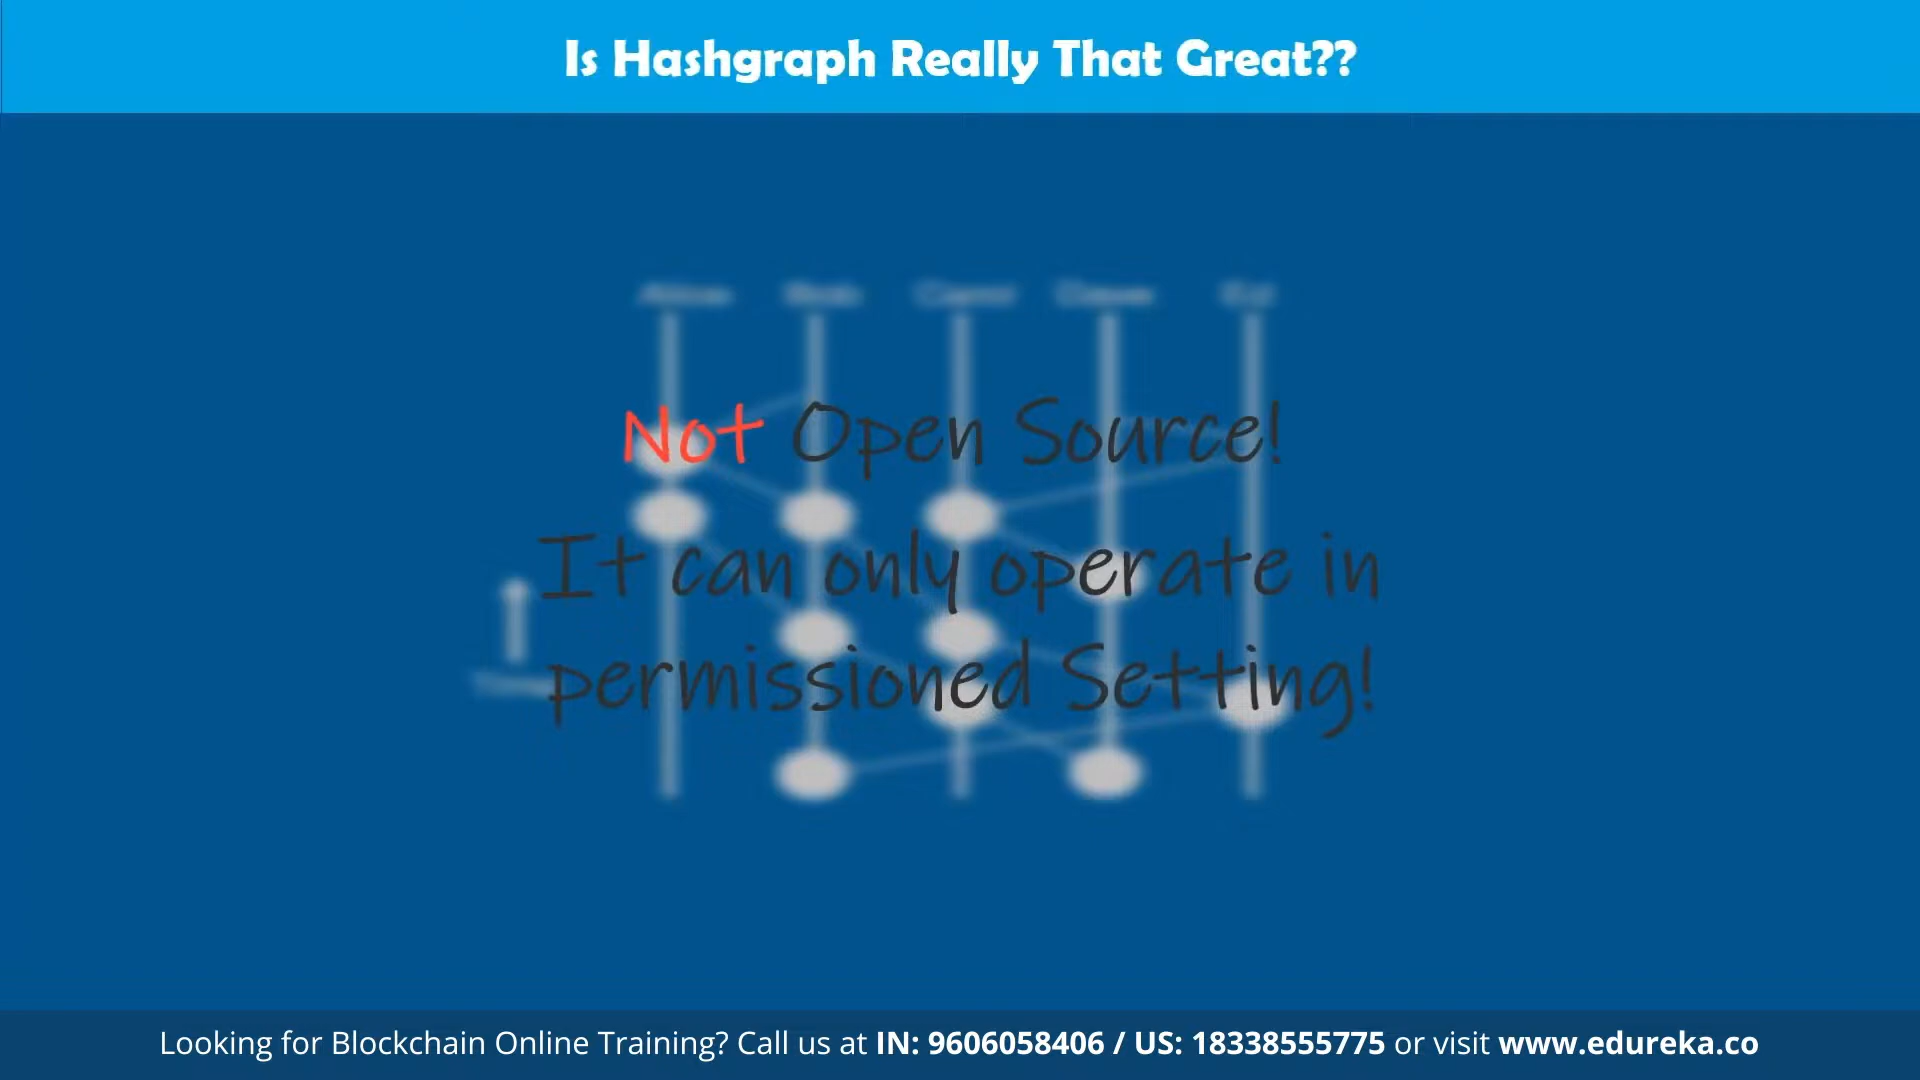 Is Hashgraph Really That Great??
Not Open Source!
It can only operate in
permissioned Setting!
Looking for Blockchain Online Training? Call us at IN: 9606058406 / US: 18338555775 or visit www.edureka.co